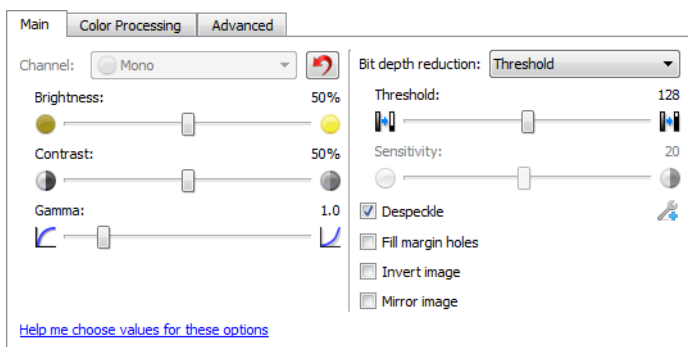 Main Color Processing Advanced
Channel: Mono
Brightness: 50%
Contrast: 50%
Gamma: 1.0
Help me choose values for these options
Bit depth reduction: Threshold
Threshold: 128
Sensitivity: 20
Despeckle
Fill margin holes
Invert image
Mirror image